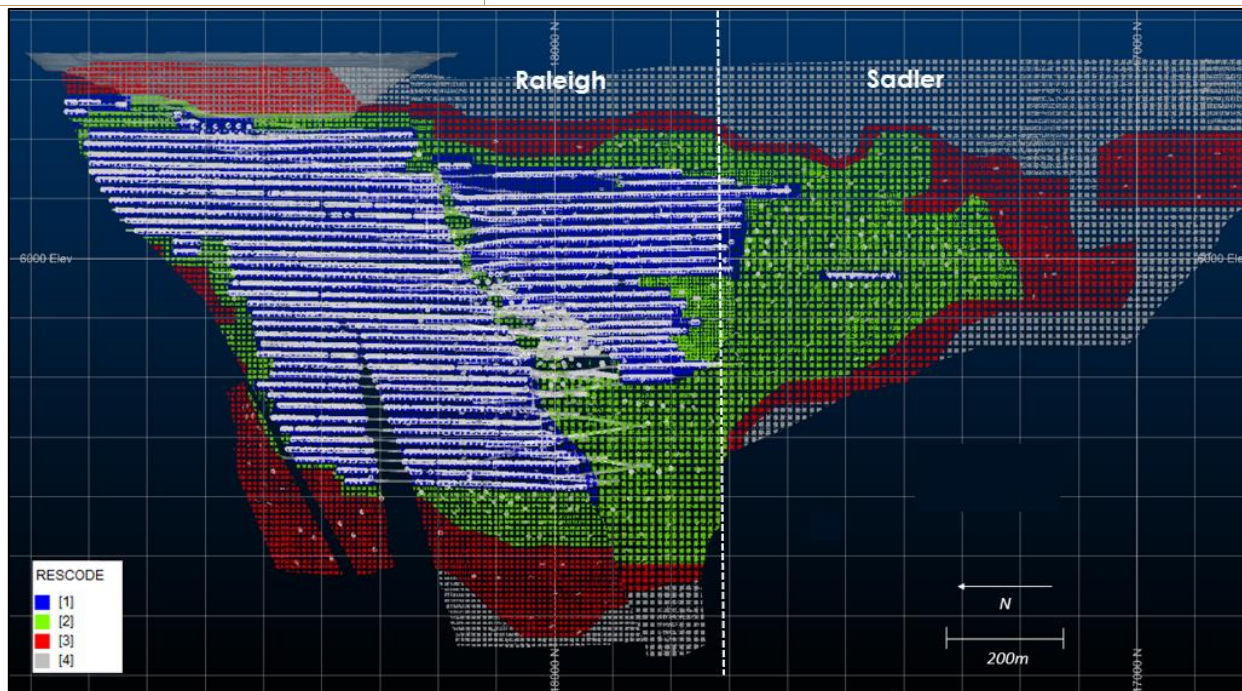 18000 N
17000 N
Raleigh
Sadler
6000 Elev
6000 Elev
RESCODE
[1]
[2]
[3]
[4]
N
200m
18000 N
17000 N